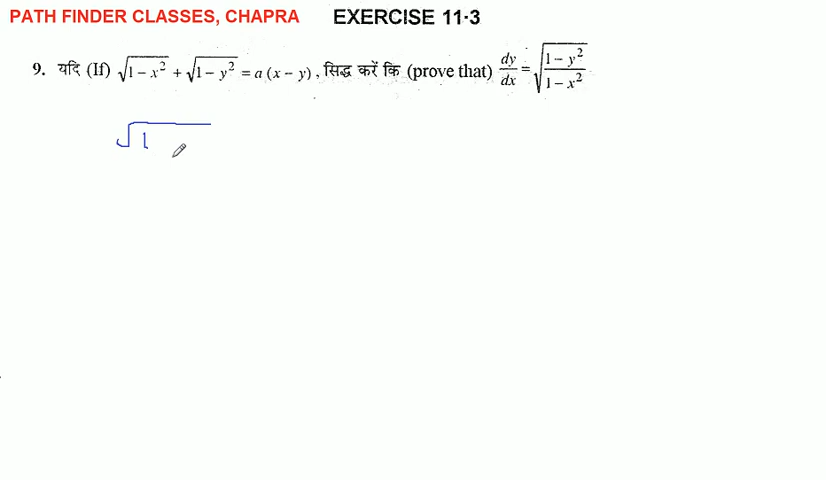 PATH FINDER CLASSES, CHAPRA EXERCISE 11·3
9. यदि (If) √(1 – x²) + √(1 – y²) = a (x – y), सिद्ध करें कि (prove that) dy/dx = √((1 – y²)/(1 – x²))
√1